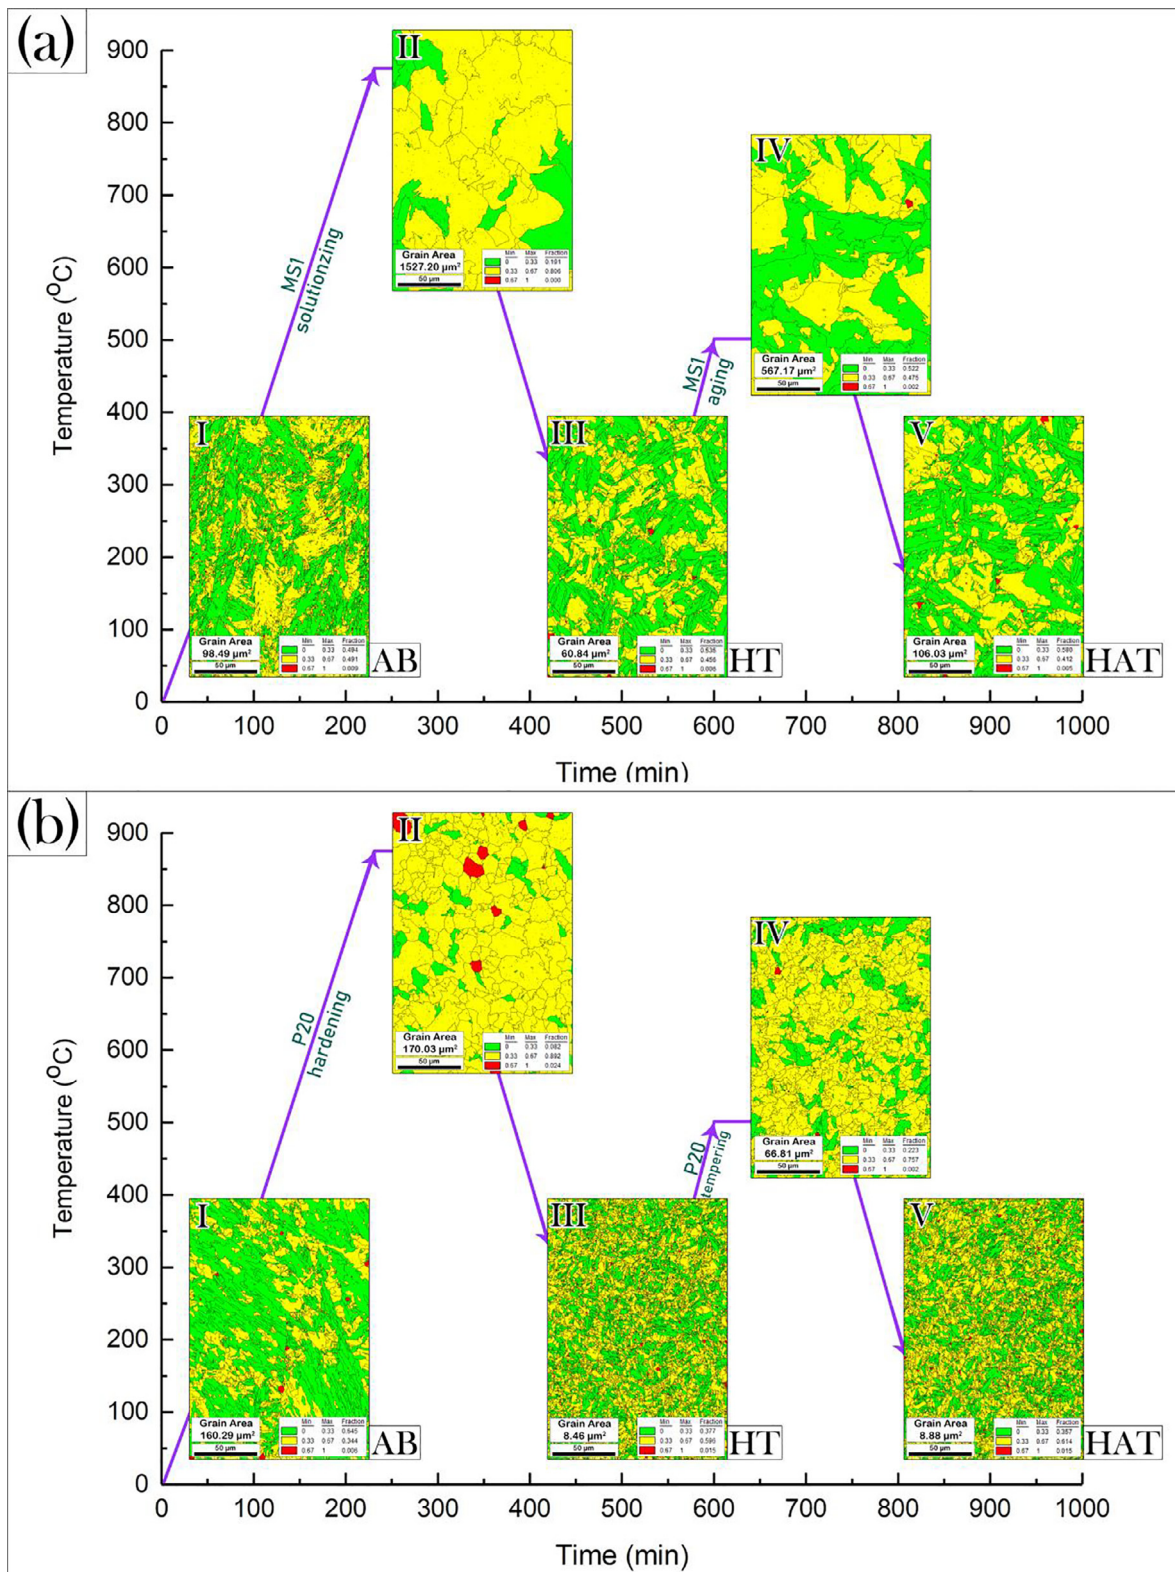 (a)
Temperature (°C)
900
800
700
600
500
400
300
200
100
0
MS1
solutionzing
II
Grain Area
1527.20 µm²
50 µm
Min Max Fraction
0 0.33 0.191
0.33 0.67 0.806
0.67 1 0.000
IV
Grain Area
567.17 µm²
50 µm
Min Max Fraction
0 0.33 0.522
0.33 0.67 0.475
0.67 1 0.002
MS1
aging
I
Grain Area
98.49 µm²
50 µm
Min Max Fraction
0 0.33 0.494
0.33 0.67 0.491
0.67 1 0.009
AB
III
Grain Area
60.84 µm²
50 µm
Min Max Fraction
0 0.33 0.536
0.33 0.67 0.456
0.67 1 0.006
HT
V
Grain Area
106.03 µm²
50 µm
Min Max Fraction
0 0.33 0.580
0.33 0.67 0.412
0.67 1 0.005
HAT
0 100 200 300 400 500 600 700 800 900 1000
Time (min)
(b)
Temperature (°C)
900
800
700
600
500
400
300
200
100
0
P20
hardening
II
Grain Area
170.03 µm²
50 µm
Min Max Fraction
0 0.33 0.082
0.33 0.67 0.892
0.67 1 0.024
IV
Grain Area
66.81 µm²
50 µm
Min Max Fraction
0 0.33 0.223
0.33 0.67 0.757
0.67 1 0.002
P20
tempering
I
Grain Area
160.29 µm²
50 µm
Min Max Fraction
0 0.33 0.645
0.33 0.67 0.344
0.67 1 0.006
AB
III
Grain Area
8.46 µm²
50 µm
Min Max Fraction
0 0.33 0.377
0.33 0.67 0.596
0.67 1 0.015
HT
V
Grain Area
8.88 µm²
50 µm
Min Max Fraction
0 0.33 0.357
0.33 0.67 0.614
0.67 1 0.015
HAT
0 100 200 300 400 500 600 700 800 900 1000
Time (min)